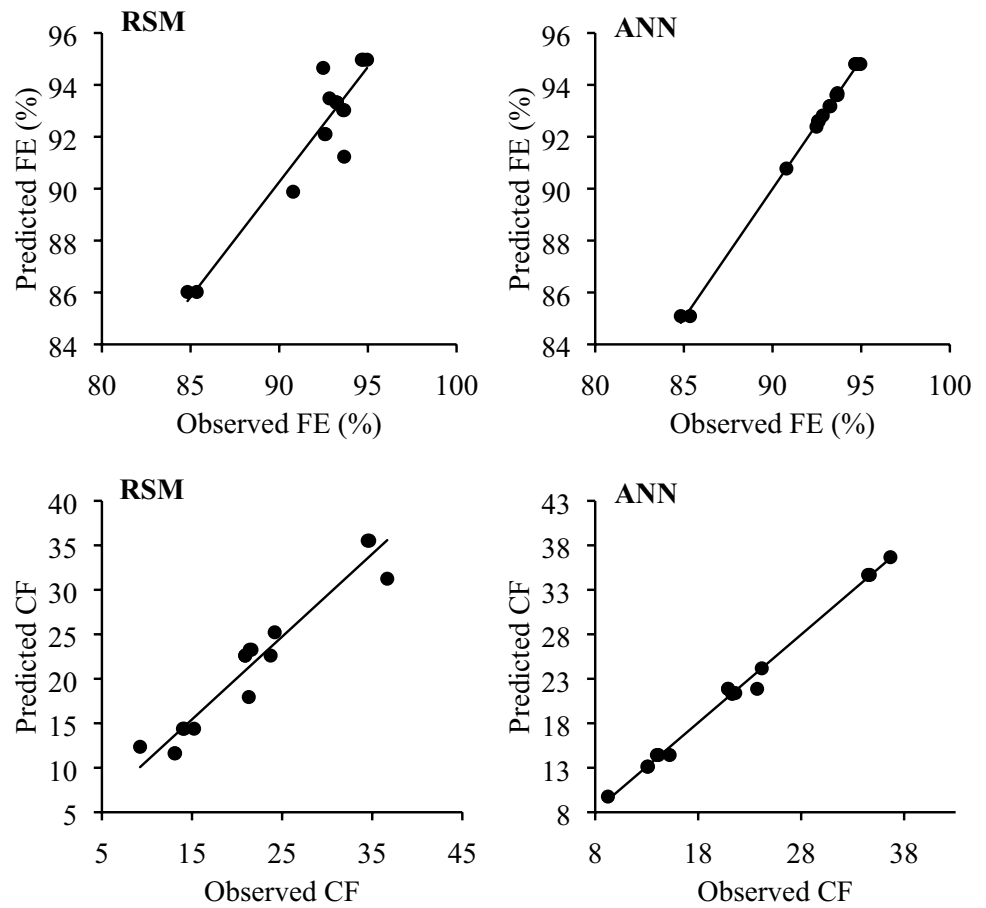 RSM
Predicted FE (%)
96
94
92
90
88
86
84
80 85 90 95 100
Observed FE (%)
ANN
Predicted FE (%)
96
94
92
90
88
86
84
80 85 90 95 100
Observed FE (%)
RSM
Predicted CF
40
35
30
25
20
15
10
5
5 15 25 35 45
Observed CF
ANN
Predicted CF
43
38
33
28
23
18
13
8
8 18 28 38
Observed CF